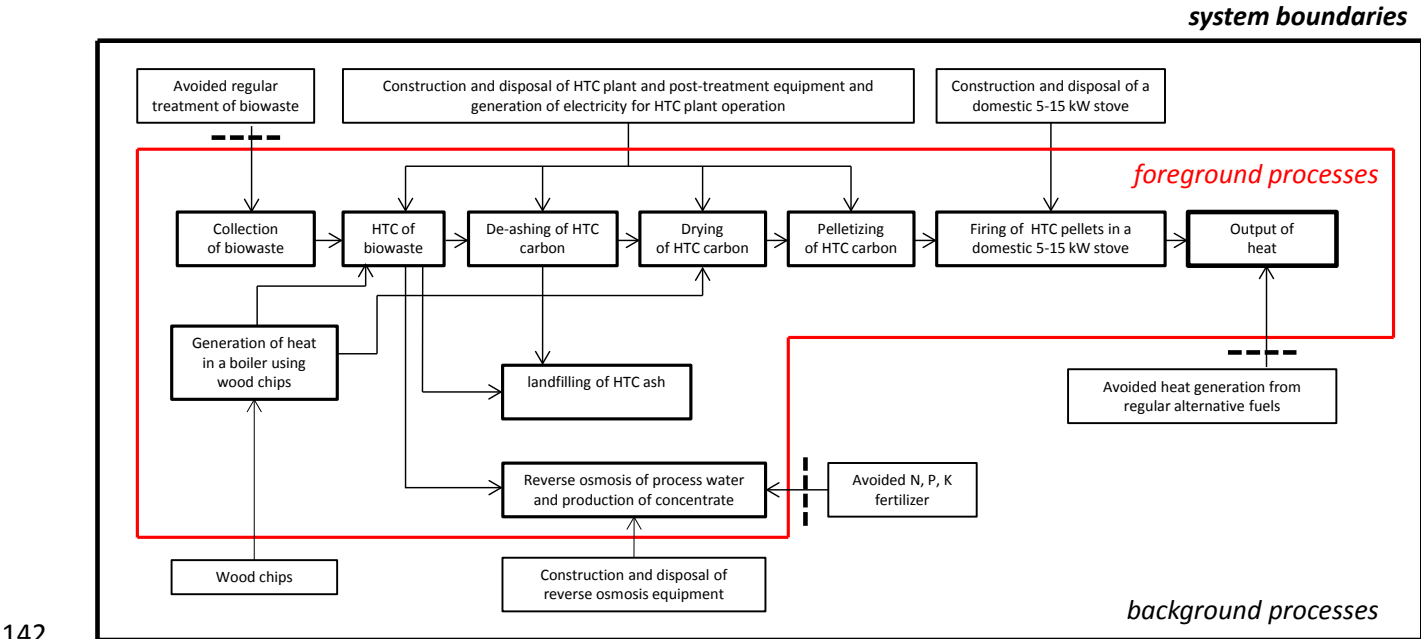 system boundaries
Avoided regular
treatment of biowaste
Construction and disposal of HTC plant and post-treatment equipment and
generation of electricity for HTC plant operation
Construction and disposal of a
domestic 5-15 kW stove
foreground processes
Collection
of biowaste
HTC of
biowaste
De-ashing of HTC
carbon
Drying
of HTC carbon
Pelletizing
of HTC carbon
Firing of HTC pellets in a
domestic 5-15 kW stove
Output of
heat
Generation of heat
in a boiler using
wood chips
landfilling of HTC ash
Avoided heat generation from
regular alternative fuels
Reverse osmosis of process water
and production of concentrate
Avoided N, P, K
fertilizer
Wood chips
Construction and disposal of
reverse osmosis equipment
background processes
142